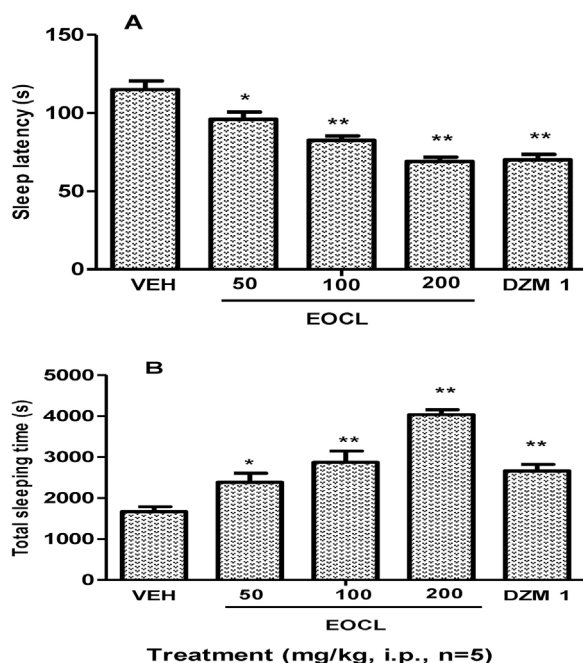 A
Sleep latency (s)
150
100
50
0
* ** ** **
VEH 50 100 200 DZM 1
EOCL
B
Total sleeping time (s)
5000
4000
3000
2000
1000
0
* ** ** **
VEH 50 100 200 DZM 1
EOCL
Treatment (mg/kg, i.p., n=5)